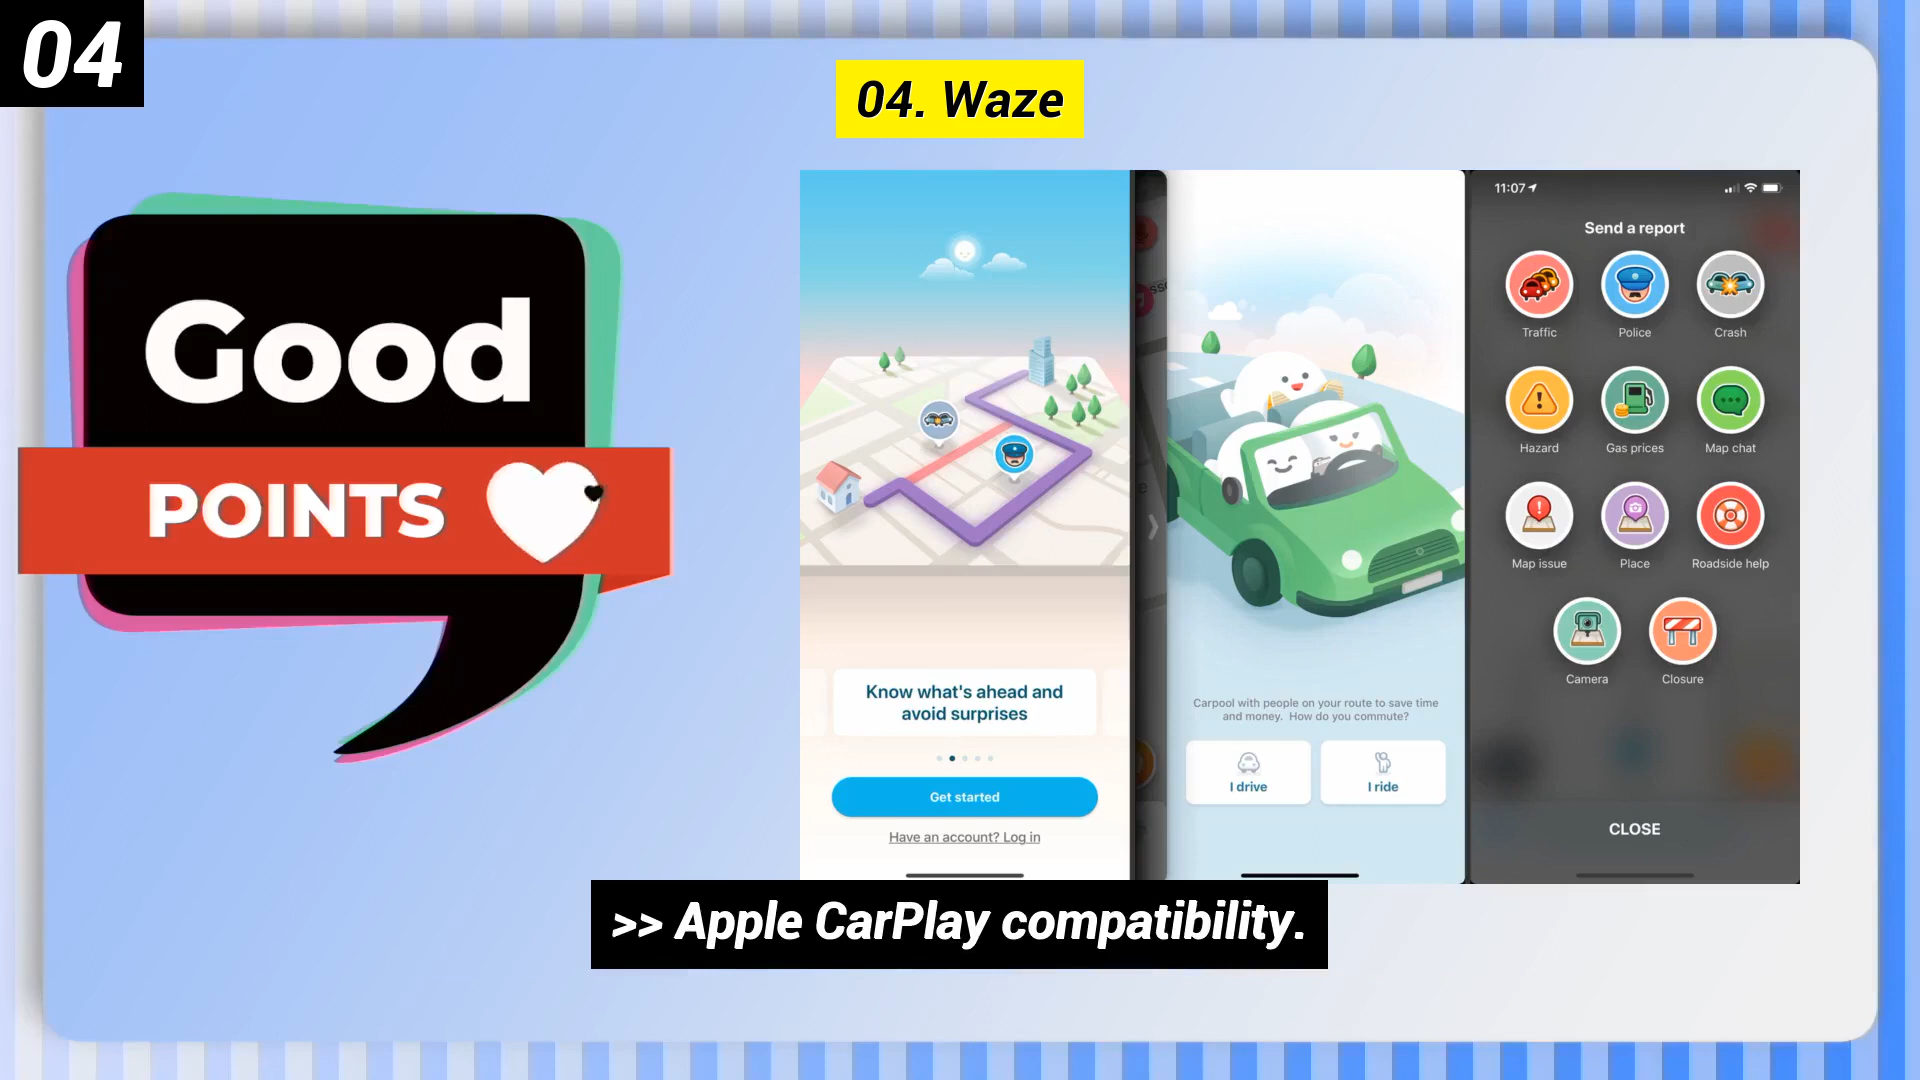 04
04. Waze
Good
POINTS
Know what's ahead and
avoid surprises
Get started
Have an account? Log in
Carpool with people on your route to save time
and money. How do you commute?
I drive
I ride
11:07
Send a report
Traffic
Police
Crash
Hazard
Gas prices
Map chat
Map issue
Place
Roadside help
Camera
Closure
CLOSE
>> Apple CarPlay compatibility.